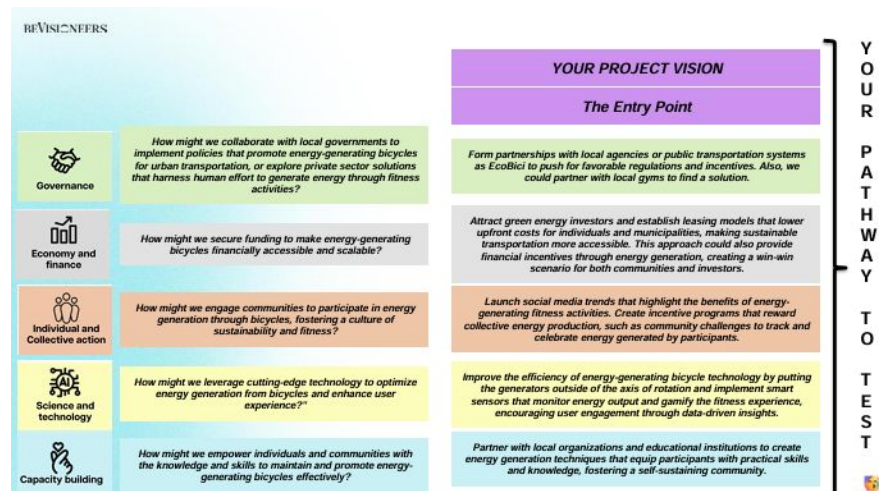 BEVISIONEERS
YOUR PROJECT VISION
The Entry Point
Governance
How might we collaborate with local governments to
implement policies that promote energy-generating bicycles
for urban transportation, or explore private sector solutions
that harness human effort to generate energy through fitness
activities?
Form partnerships with local agencies or public transportation systems
as EcoBici to push for favorable regulations and incentives. Also, we
could partner with local gyms to find a solution.
Economy and
finance
How might we secure funding to make energy-generating
bicycles financially accessible and scalable?
Attract green energy investors and establish leasing models that lower
upfront costs for individuals and municipalities, making sustainable
transportation more accessible. This approach could also provide
financial incentives through energy generation, creating a win-win
scenario for both communities and investors.
Individual and
Collective action
How might we engage communities to participate in energy
generation through bicycles, fostering a culture of
sustainability and fitness?
Launch social media trends that highlight the benefits of energy-
generating fitness activities. Create incentive programs that reward
collective energy production, such as community challenges to track and
celebrate energy generated by participants.
AI
Science and
technology
How might we leverage cutting-edge technology to optimize
energy generation from bicycles and enhance user
experience?"
Improve the efficiency of energy-generating bicycle technology by putting
the generators outside of the axis of rotation and implement smart
sensors that monitor energy output and gamify the fitness experience,
encouraging user engagement through data-driven insights.
Capacity building
How might we empower individuals and communities with
the knowledge and skills to maintain and promote energy-
generating bicycles effectively?
Partner with local organizations and educational institutions to create
energy generation techniques that equip participants with practical skills
and knowledge, fostering a self-sustaining community.
YOUR PATHWAY TO TEST